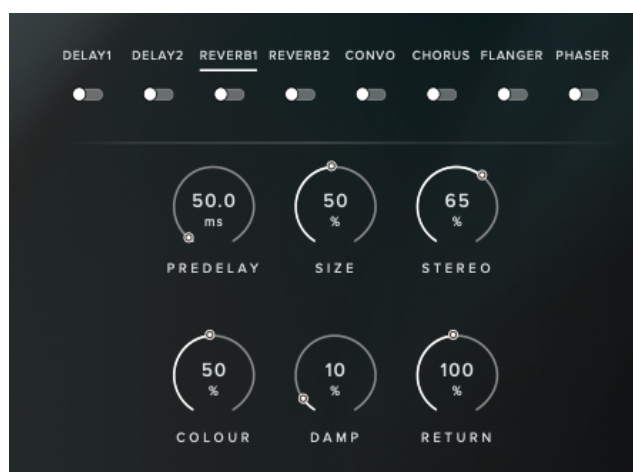 DELAY1 DELAY2 REVERB1 REVERB2 CONVO CHORUS FLANGER PHASER
50.0 50 65
ms % %
PREDELAY SIZE STEREO
50 10 100
% % %
COLOUR DAMP RETURN